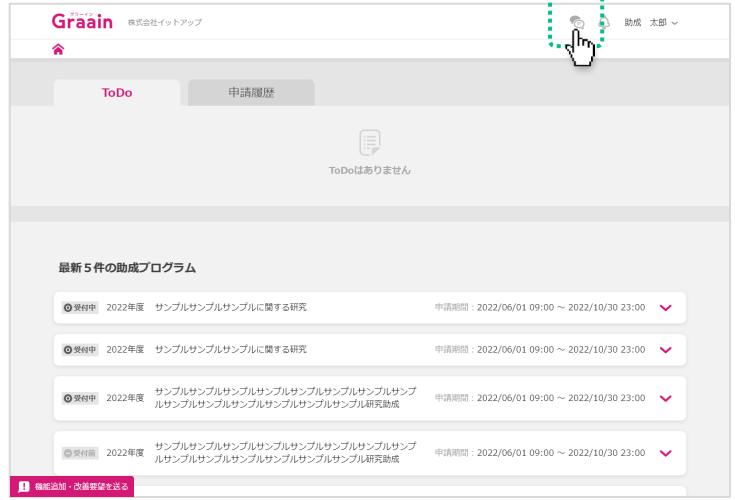 グラーイン
Graain 株式会社イットアップ 助成 太郎
ToDo 申請履歴
ToDoはありません
最新5件の助成プログラム
受付中 2022年度 サンプルサンプルサンプルに関する研究 申請期間：2022/06/01 09:00 ～ 2022/10/30 23:00
受付中 2022年度 サンプルサンプルサンプルに関する研究 申請期間：2022/06/01 09:00 ～ 2022/10/30 23:00
受付中 2022年度 サンプルサンプルサンプルサンプルサンプルサンプルサンプルサンプ
ルサンプルサンプルサンプルサンプルサンプルサンプル研究助成 申請期間：2022/06/01 09:00 ～ 2022/10/30 23:00
受付前 2022年度 サンプルサンプルサンプルサンプルサンプルサンプルサンプルサンプ
ルサンプルサンプルサンプルサンプルサンプルサンプル研究助成 申請期間：2022/06/01 09:00 ～ 2022/10/30 23:00
機能追加・改善要望を送る